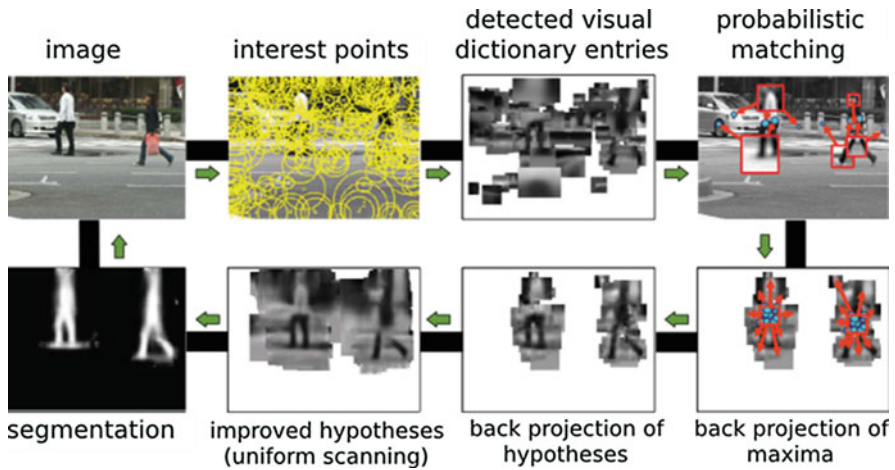 image
interest points
detected visual
dictionary entries
probabilistic
matching
segmentation
improved hypotheses
(uniform scanning)
back projection of
hypotheses
back projection of
maxima